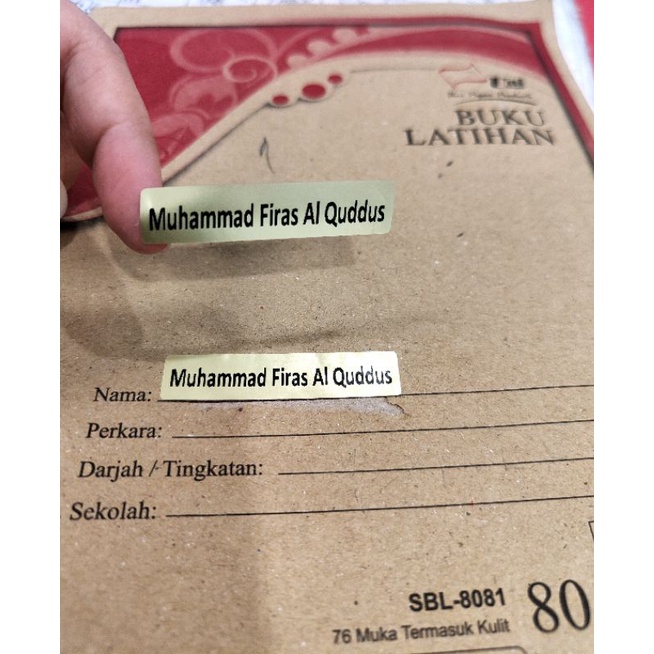 BUKU
LATIHAN
Muhammad Firas Al Quddus
Muhammad Firas Al Quddus
Nama:
Perkara:
Darjah / Tingkatan:
Sekolah:
SBL-8081
80
76 Muka Termasuk Kulit